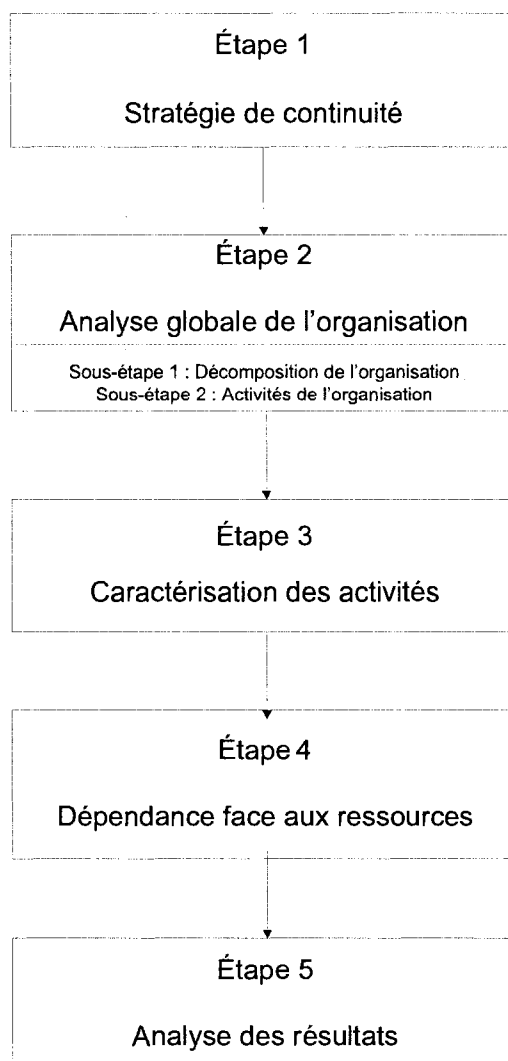 Étape 1
Stratégie de continuité
Étape 2
Analyse globale de l'organisation
Sous-étape 1 : Décomposition de l'organisation
Sous-étape 2 : Activités de l'organisation
Étape 3
Caractérisation des activités
Étape 4
Dépendance face aux ressources
Étape 5
Analyse des résultats